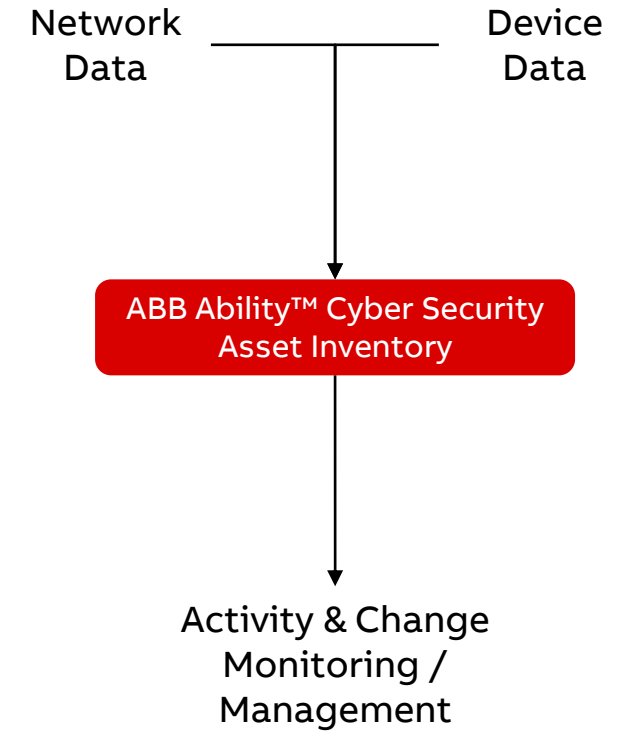 Network
Data
Device
Data
ABB Ability™ Cyber Security
Asset Inventory
Activity & Change
Monitoring /
Management